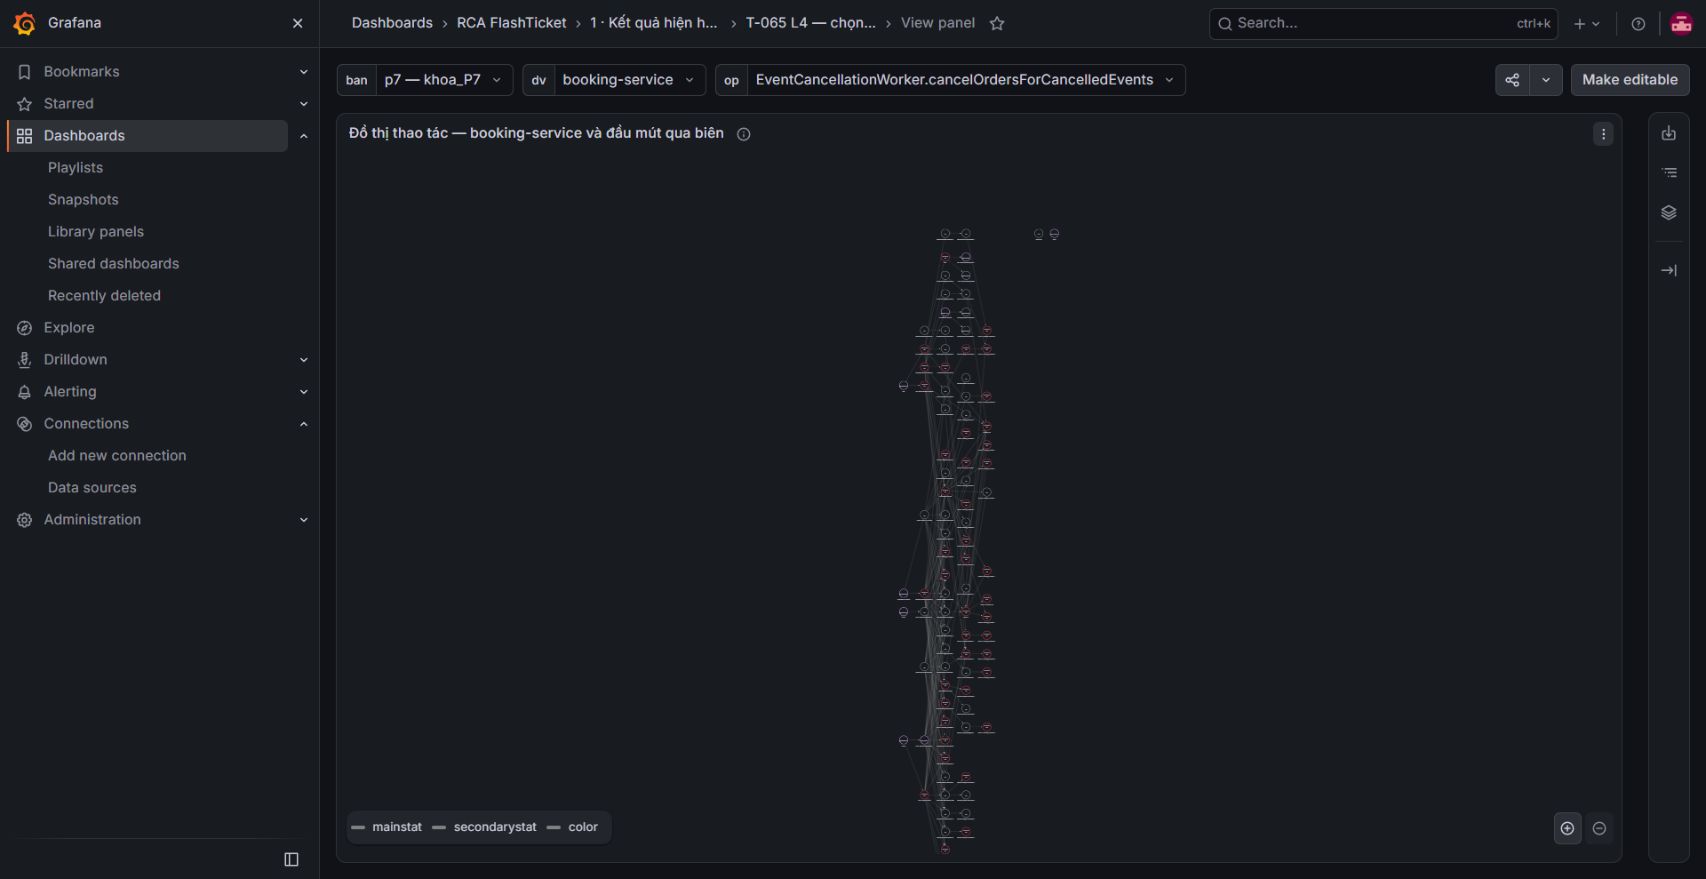 Grafana
Dashboards › RCA FlashTicket › 1 · Kết quả hiện h... › T-065 L4 — chọn... › View panel
Search... ctrl+k
Bookmarks
Starred
Dashboards
Playlists
Snapshots
Library panels
Shared dashboards
Recently deleted
Explore
Drilldown
Alerting
Connections
Add new connection
Data sources
Administration
ban p7 — khoa_P7 dv booking-service op EventCancellationWorker.cancelOrdersForCancelledEvents
Make editable
Đồ thị thao tác — booking-service và đầu mút qua biên
mainstat secondarystat color